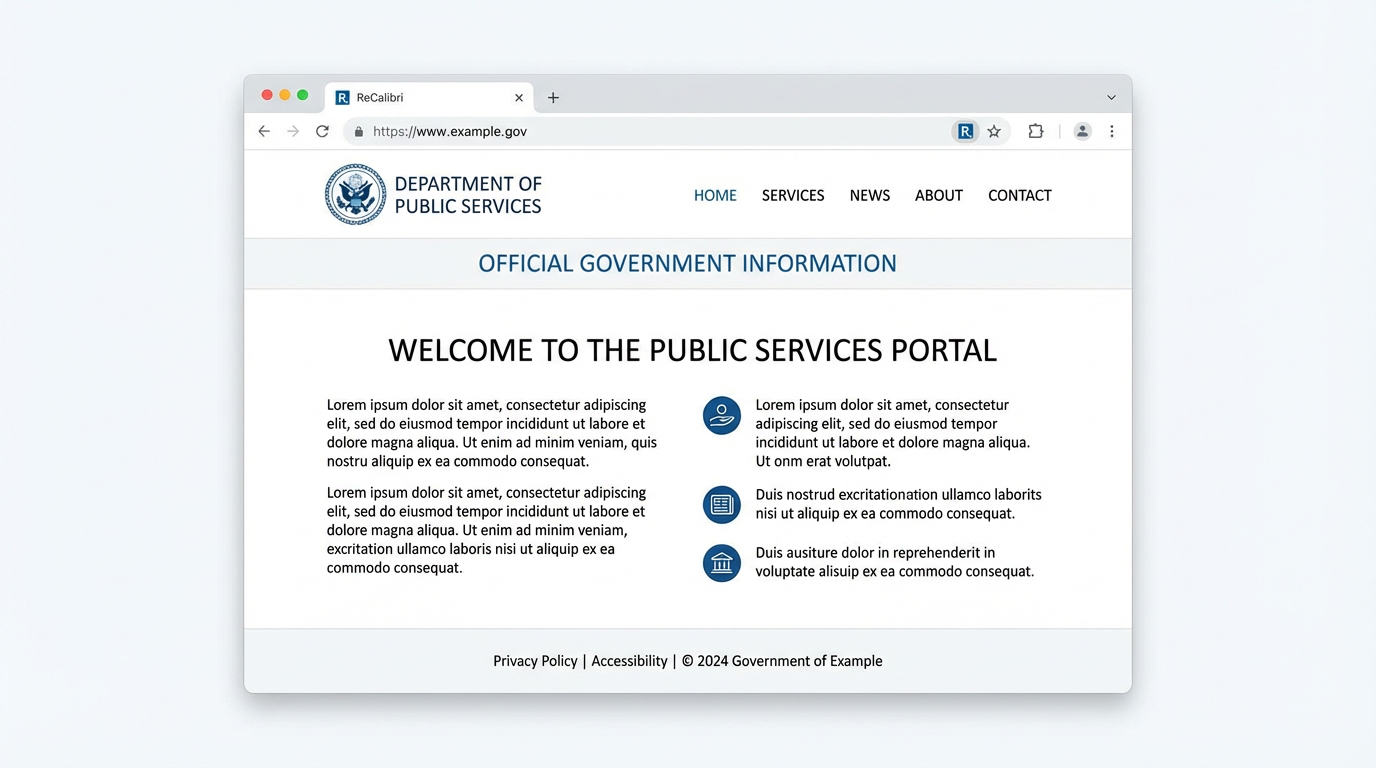 R ReCalibri
https://www.example.gov R
DEPARTMENT OF
PUBLIC SERVICES
HOME SERVICES NEWS ABOUT CONTACT
OFFICIAL GOVERNMENT INFORMATION
WELCOME TO THE PUBLIC SERVICES PORTAL
Lorem ipsum dolor sit amet, consectetur adipiscing
elit, sed do eiusmod tempor incididunt ut labore et
dolore magna aliqua. Ut enim ad minim veniam, quis
nostru aliquip ex ea commodo consequat.
Lorem ipsum dolor sit amet, consectetur adipiscing
elit, sed do eiusmod tempor incididunt ut labore et
dolore magna aliqua. Ut enim ad minim veniam,
excritation ullamco laboris nisi ut aliquip ex ea
commodo consequat.
Lorem ipsum dolor sit amet, consectetur
adipiscing elit, sed do eiusmod tempor
incididunt ut labore et dolore magna aliqua.
Ut onm erat volutpat.
Duis nostrud excritationation ullamco laborits
nisi ut aliquip ex ea commodo consequat.
Duis ausiture dolor in reprehenderit in
voluptate alisuip ex ea commodo consequat.
Privacy Policy | Accessibility | © 2024 Government of Example